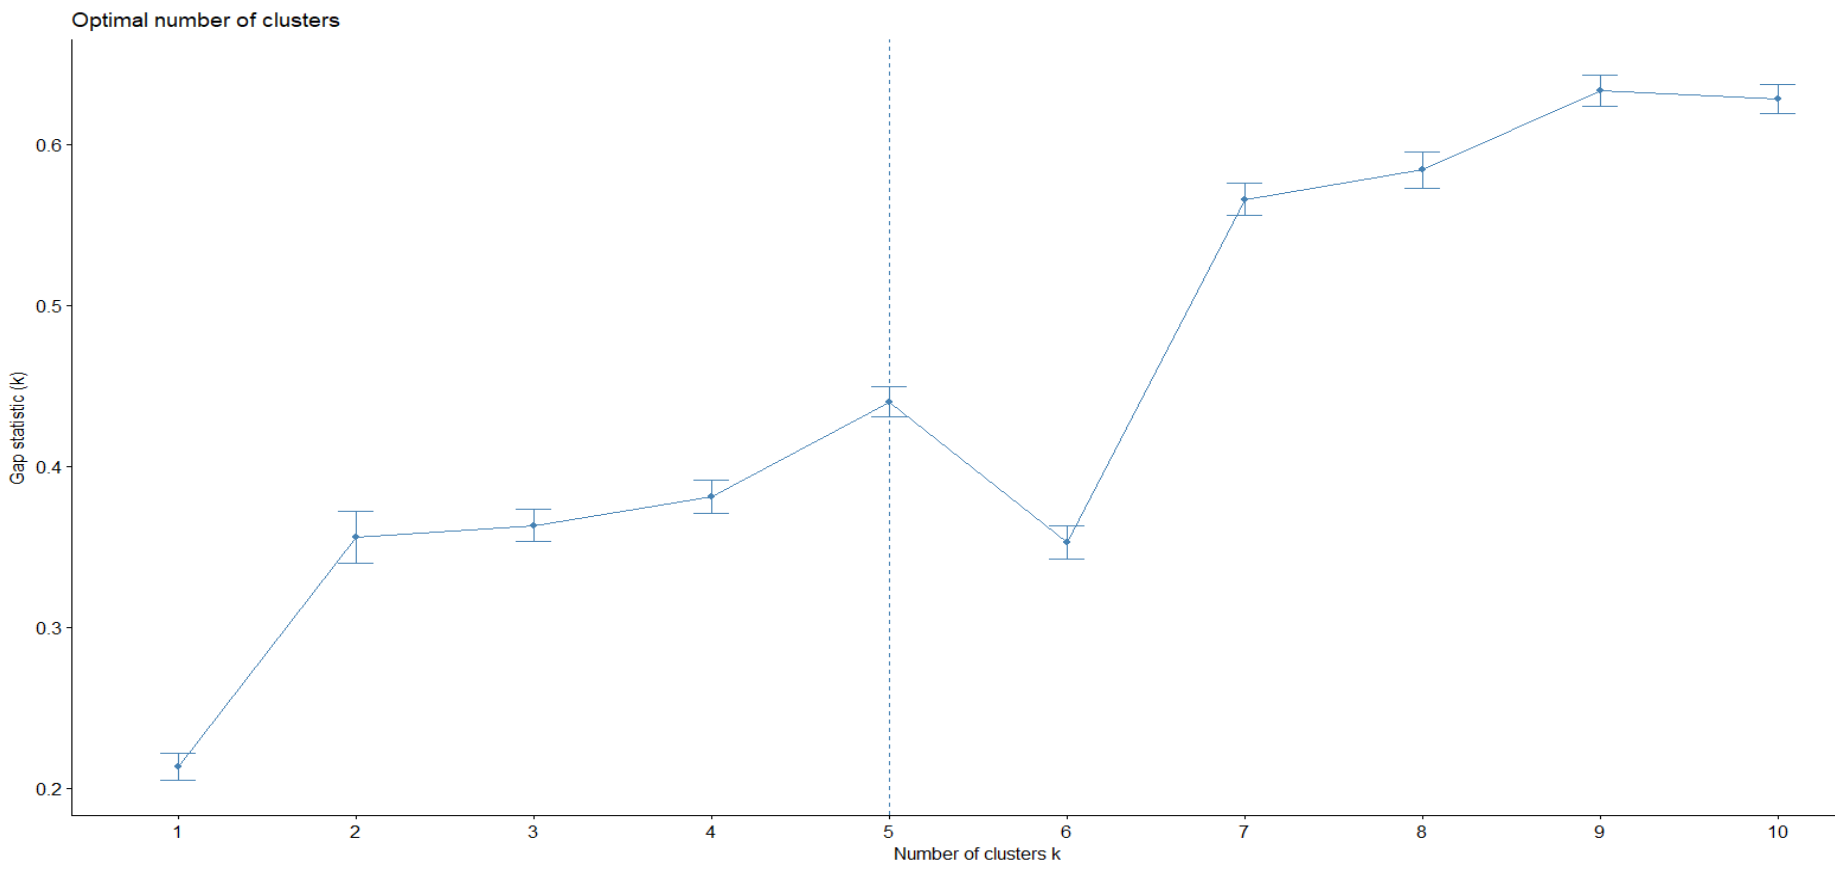 Optimal number of clusters
0.6
0.5
0.4
0.3
0.2
Gap statistic (k)
1 2 3 4 5 6 7 8 9 10
Number of clusters k